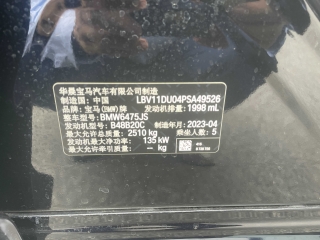 华晨宝马汽车有限公司制造
制造国：中国 LBV11DU04PSA49526
品牌：宝马(BMW)牌 发动机排量：1998 mL
整车型号：BMW6475JS
发动机型号：B48B20C 制造年月：2023-04
最大允许总质量：2510 kg 乘坐人数：5
发动机最大净功率：135 kW
最大允许牵引质量：-- kg